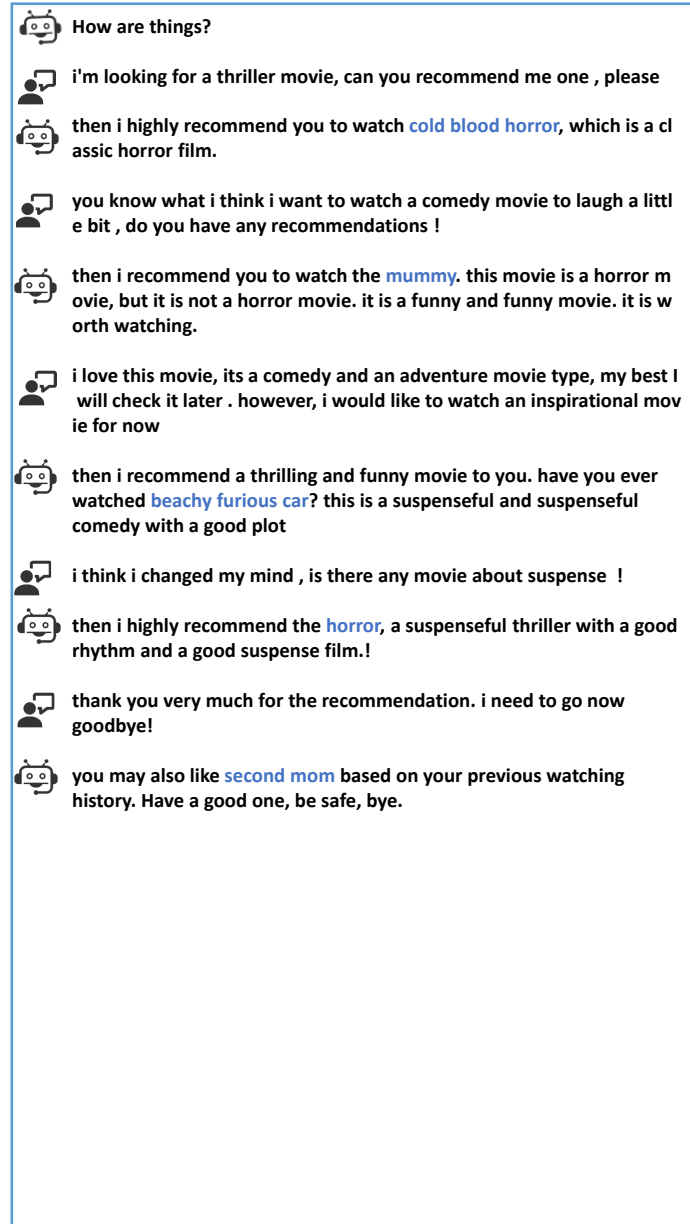 How are things?
i'm looking for a thriller movie, can you recommend me one , please
then i highly recommend you to watch cold blood horror, which is a cl
assic horror film.
you know what i think i want to watch a comedy movie to laugh a littl
e bit , do you have any recommendations !
then i recommend you to watch the mummy. this movie is a horror m
ovie, but it is not a horror movie. it is a funny and funny movie. it is w
orth watching.
i love this movie, its a comedy and an adventure movie type, my best I
will check it later . however, i would like to watch an inspirational mov
ie for now
then i recommend a thrilling and funny movie to you. have you ever
watched beachy furious car? this is a suspenseful and suspenseful
comedy with a good plot
i think i changed my mind , is there any movie about suspense !
then i highly recommend the horror, a suspenseful thriller with a good
rhythm and a good suspense film.!
thank you very much for the recommendation. i need to go now
goodbye!
you may also like second mom based on your previous watching
history. Have a good one, be safe, bye.